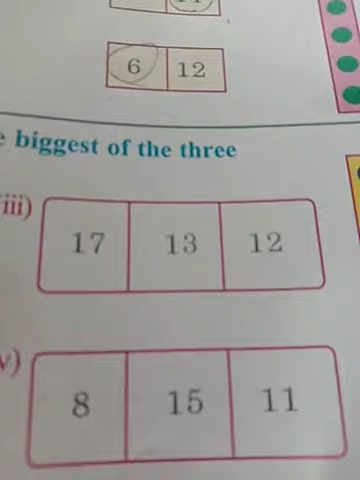 6 12
biggest of the three
iii)
17 13 12
8 15 11